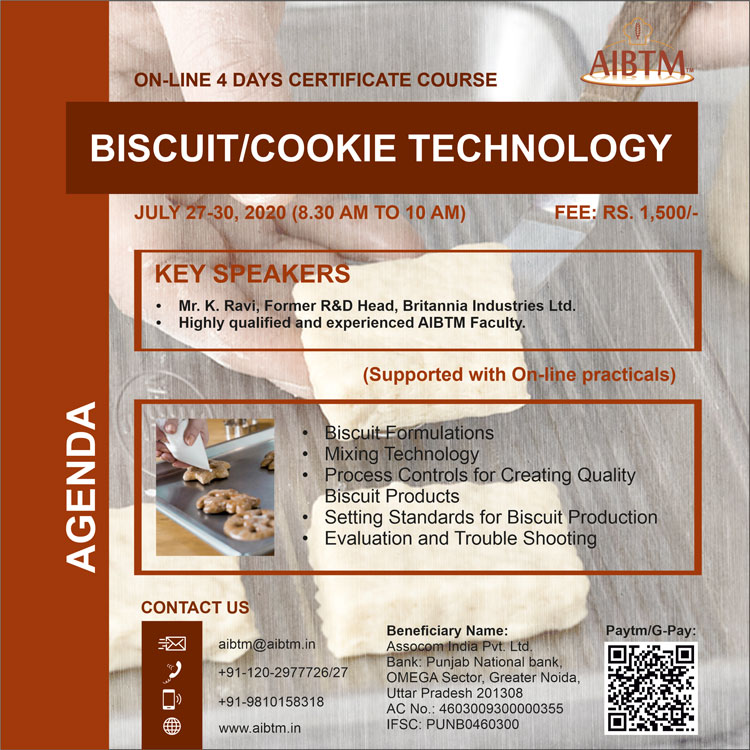 AIBTM
ON-LINE 4 DAYS CERTIFICATE COURSE
BISCUIT/COOKIE TECHNOLOGY
JULY 27-30, 2020 (8.30 AM TO 10 AM) FEE: RS. 1,500/-
KEY SPEAKERS
• Mr. K. Ravi, Former R&D Head, Britannia Industries Ltd.
• Highly qualified and experienced AIBTM Faculty.
(Supported with On-line practicals)
AGENDA
• Biscuit Formulations
• Mixing Technology
• Process Controls for Creating Quality
Biscuit Products
• Setting Standards for Biscuit Production
• Evaluation and Trouble Shooting
CONTACT US
aibtm@aibtm.in
+91-120-2977726/27
+91-9810158318
www.aibtm.in
Beneficiary Name:
Assocom India Pvt. Ltd.
Bank: Punjab National bank,
OMEGA Sector, Greater Noida,
Uttar Pradesh 201308
AC No.: 4603009300000355
IFSC: PUNB0460300
Paytm/G-Pay: